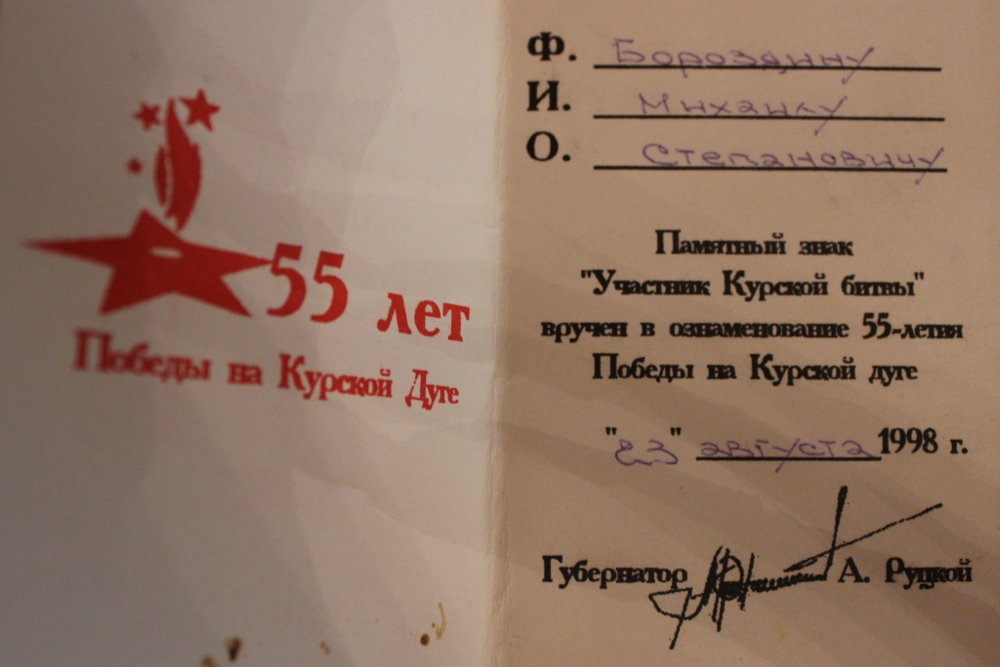 55 лет
Победы на Курской Дуге
Ф. Бороздину
И. Михаилу
О. Степановичу
Памятный знак
"Участник Курской битвы"
вручен в ознаменование 55-летия
Победы на Курской дуге
"23" августа 1998 г.
Губернатор А. Руцкой